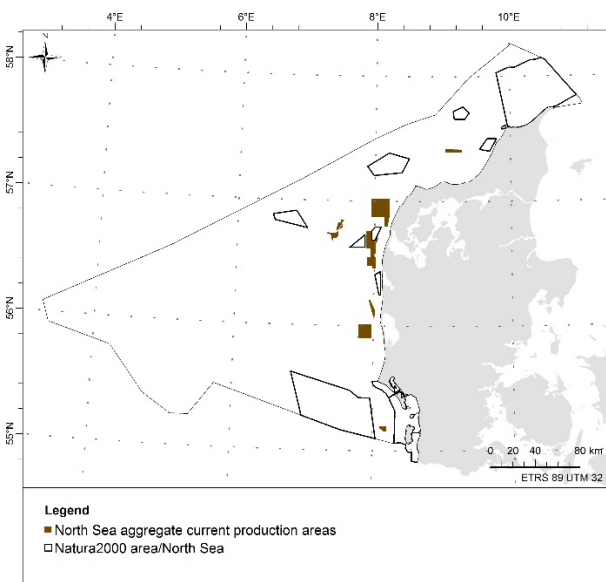 4°E 6°E 8°E 10°E
N
58°N
57°N
56°N
55°N
0 20 40 80 km
ETRS 89 UTM 32
Legend
North Sea aggregate current production areas
Natura2000 area/North Sea